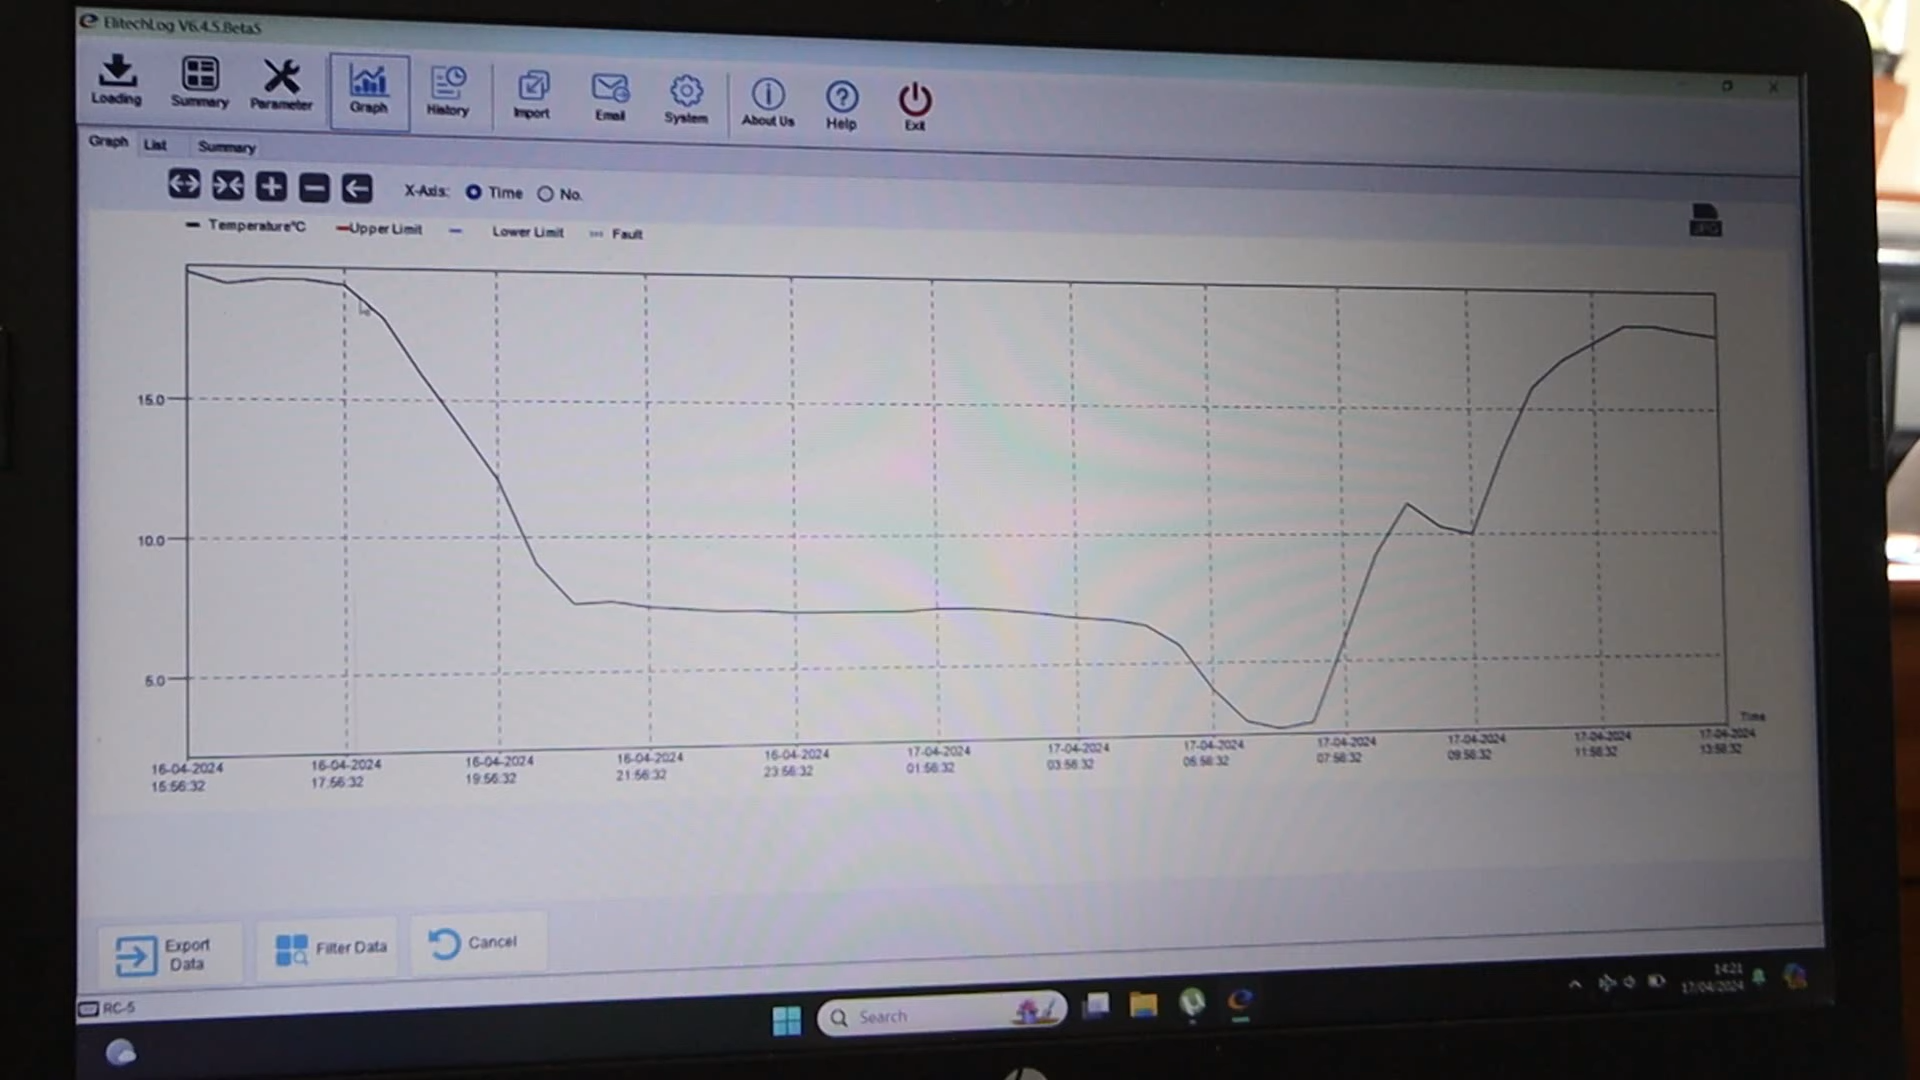 ElitechLog V6.4.5.Beta5
Loading
Summary
Parameter
Graph
History
Import
Email
System
About Us
Help
Exit
Graph
List
Summary
X-Axis: Time No.
Temperature°C Upper Limit Lower Limit Fault
JPG
15.0
10.0
5.0
Time
16-04-2024
15:56:32
16-04-2024
17:56:32
16-04-2024
19:56:32
16-04-2024
21:56:32
16-04-2024
23:56:32
17-04-2024
01:56:32
17-04-2024
03:56:32
17-04-2024
05:56:32
17-04-2024
07:56:32
17-04-2024
09:56:32
17-04-2024
11:56:32
17-04-2024
13:56:32
Export
Data
Filter Data
Cancel
RC-5
Search
14:21
17/04/2024